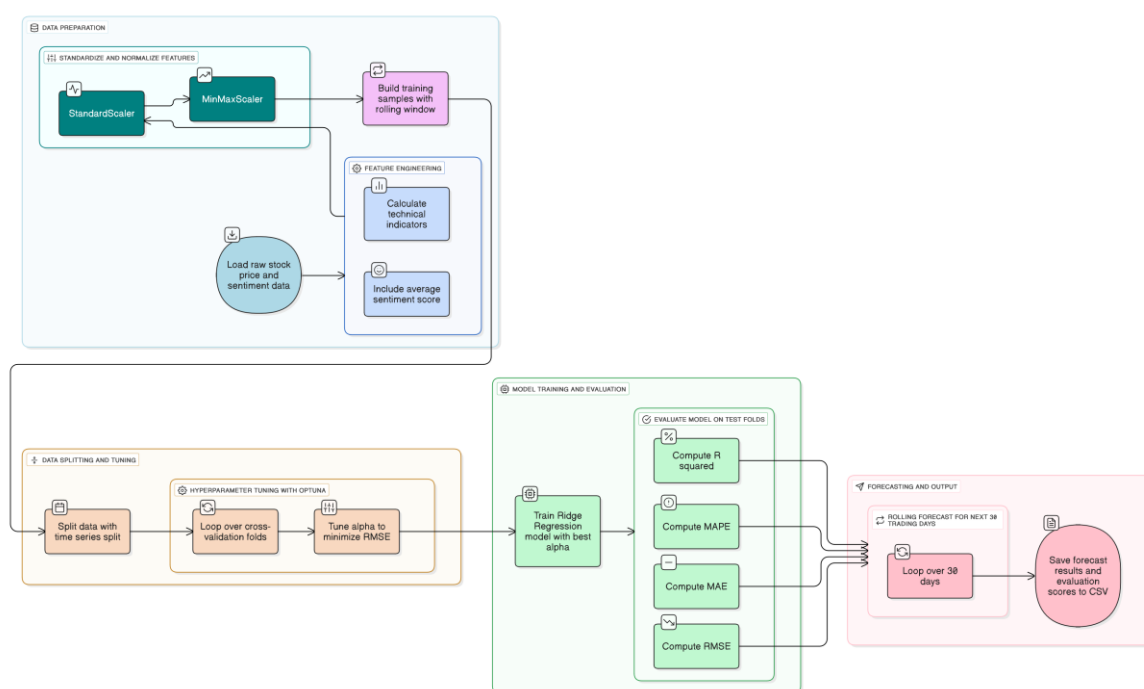 DATA PREPARATION
STANDARDIZE AND NORMALIZE FEATURES
StandardScaler
MinMaxScaler
Build training
samples with
rolling window
FEATURE ENGINEERING
Calculate
technical
indicators
Load raw stock
price and
sentiment data
Include average
sentiment score
DATA SPLITTING AND TUNING
Split data with
time series split
HYPERPARAMETER TUNING WITH OPTUNA
Loop over cross-
validation folds
Tune alpha to
minimize RMSE
MODEL TRAINING AND EVALUATION
Train Ridge
Regression
model with best
alpha
EVALUATE MODEL ON TEST FOLDS
Compute R
squared
Compute MAPE
Compute MAE
Compute RMSE
FORECASTING AND OUTPUT
ROLLING FORECAST FOR NEXT 30
TRADING DAYS
Loop over 30
days
Save forecast
results and
evaluation
scores to CSV